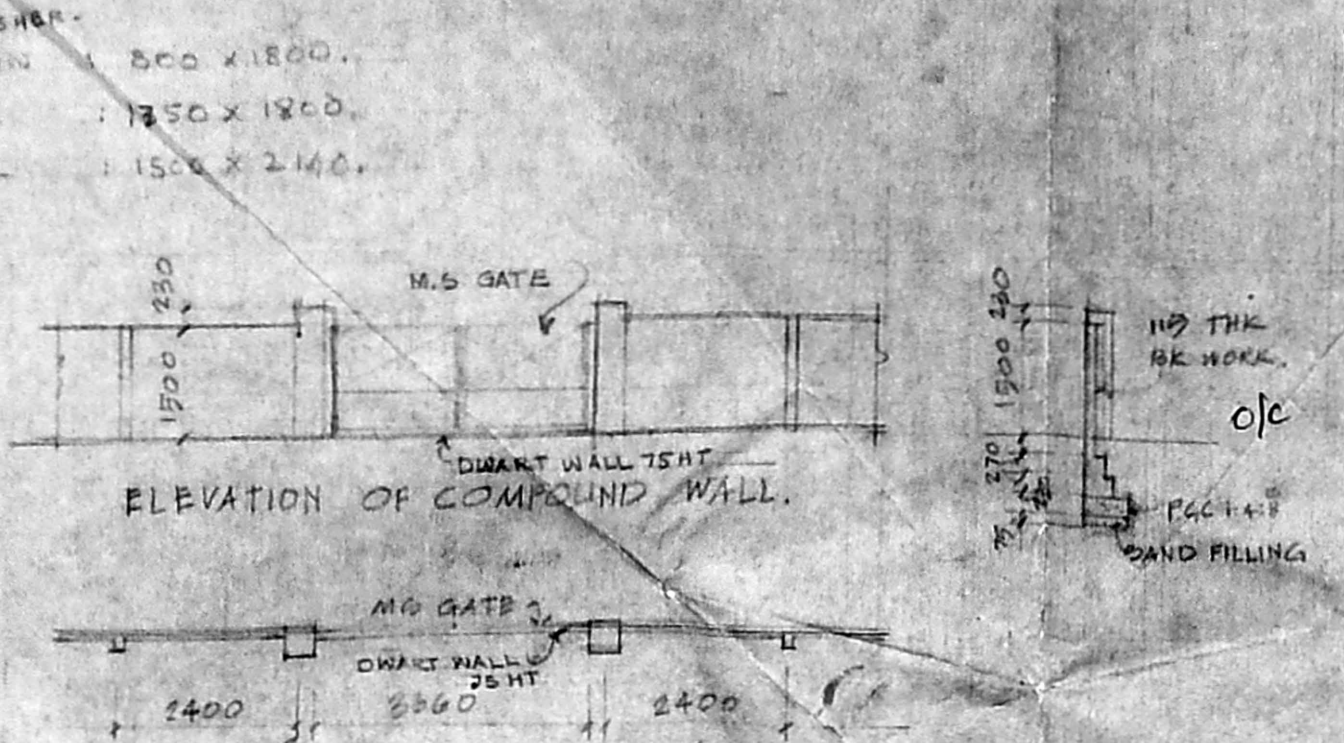 : 800 X 1800.
: 1350 X 1800.
: 1500 X 2140.
230
M.S GATE
1500
DWART WALL 75 HT
ELEVATION OF COMPOUND WALL.
230
1500
270
75
115 THK
BK WORK.
O/C
PCC 1:4:8
SAND FILLING
MS GATE
DWART WALL
75 HT
2400
3360
2400